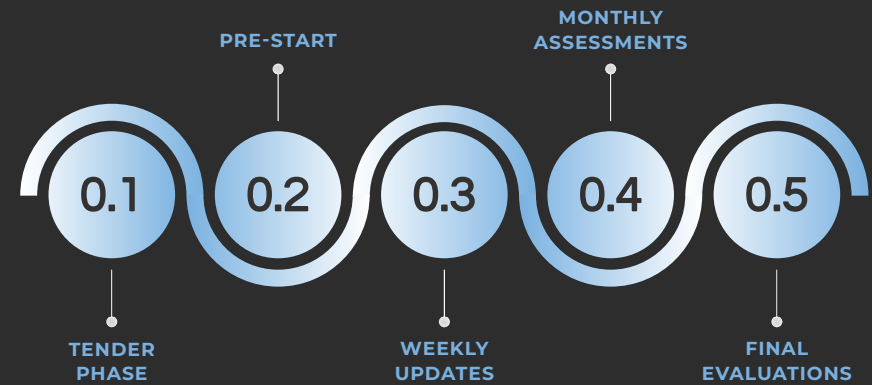 MONTHLY
PRE-START
ASSESSMENTS
0.1
0.2
0.3
0.4
0.5
TENDER
PHASE
WEEKLY
UPDATES
FINAL
EVALUATIONS